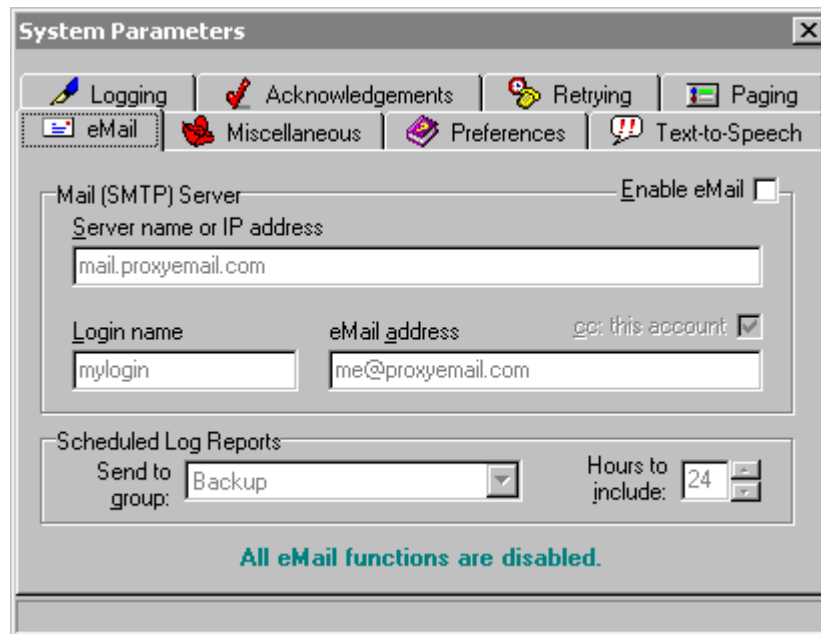 System Parameters
Logging Acknowledgements Retrying Paging
eMail Miscellaneous Preferences Text-to-Speech
Mail (SMTP) Server Enable eMail
Server name or IP address
mail.proxyemail.com
Login name eMail address cc: this account
mylogin me@proxyemail.com
Scheduled Log Reports
Send to group: Backup Hours to include: 24
All eMail functions are disabled.